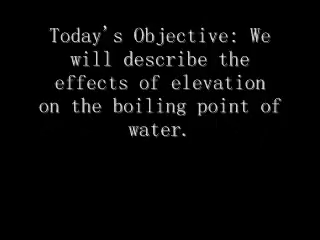 Today's Objective: We
will describe the
effects of elevation
on the boiling point of
water.